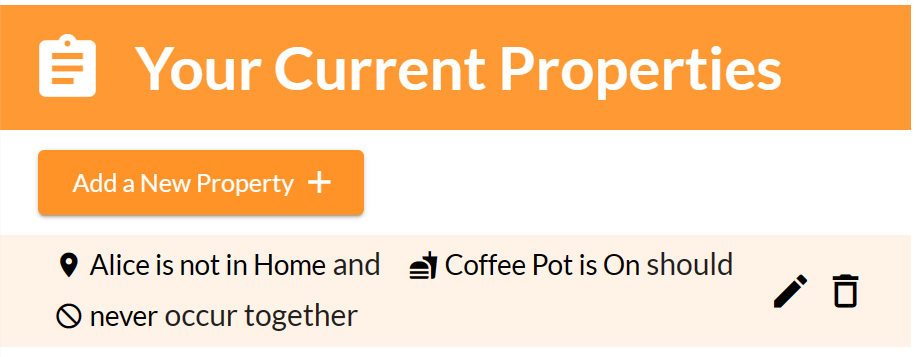 Your Current Properties
Add a New Property +
Alice is not in Home and Coffee Pot is On should
never occur together